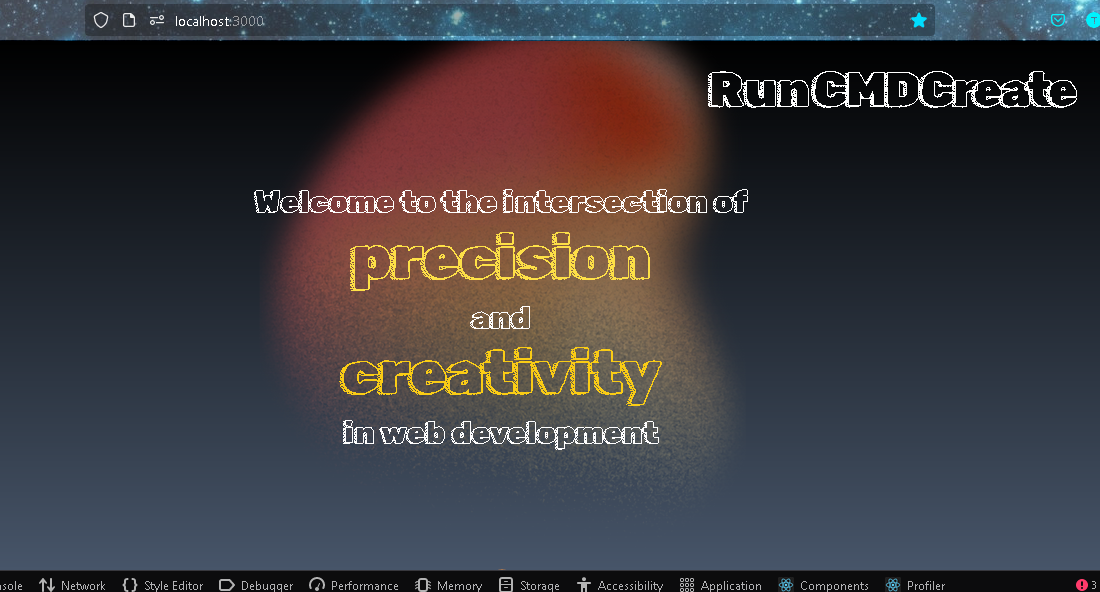 localhost:3000
RunCMDCreate
Welcome to the intersection of
precision
and
creativity
in web development
nsole Network Style Editor Debugger Performance Memory Storage Accessibility Application Components Profiler 3